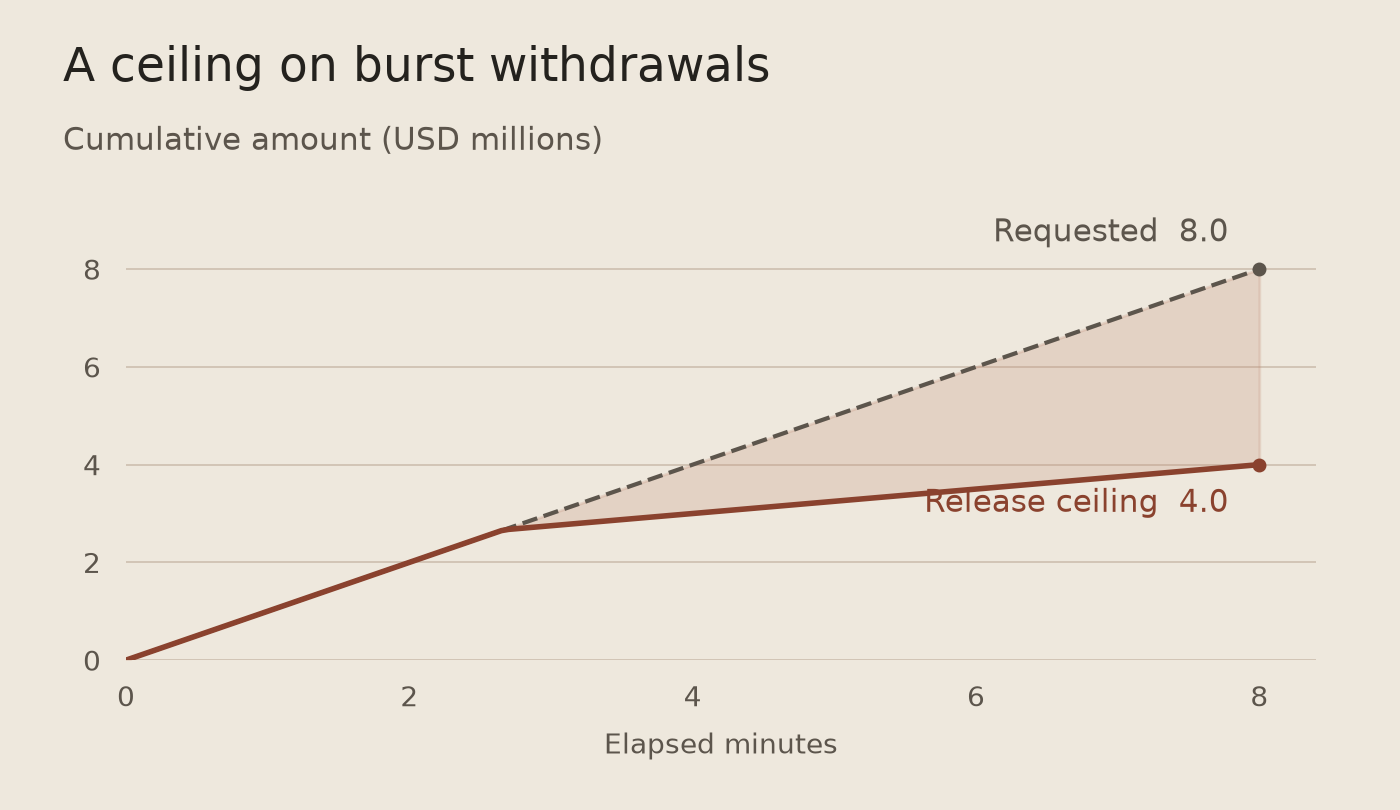 A ceiling on burst withdrawals
Cumulative amount (USD millions)
Requested 8.0
8
6
4
Release ceiling 4.0
2
0
0 2 4 6 8
Elapsed minutes